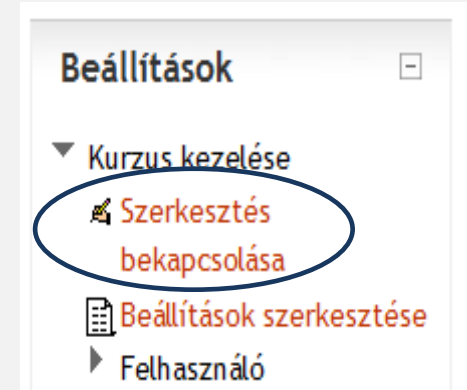 Beállítások
Kurzus kezelése
Szerkesztés
bekapcsolása
Beállítások szerkesztése
Felhasználó